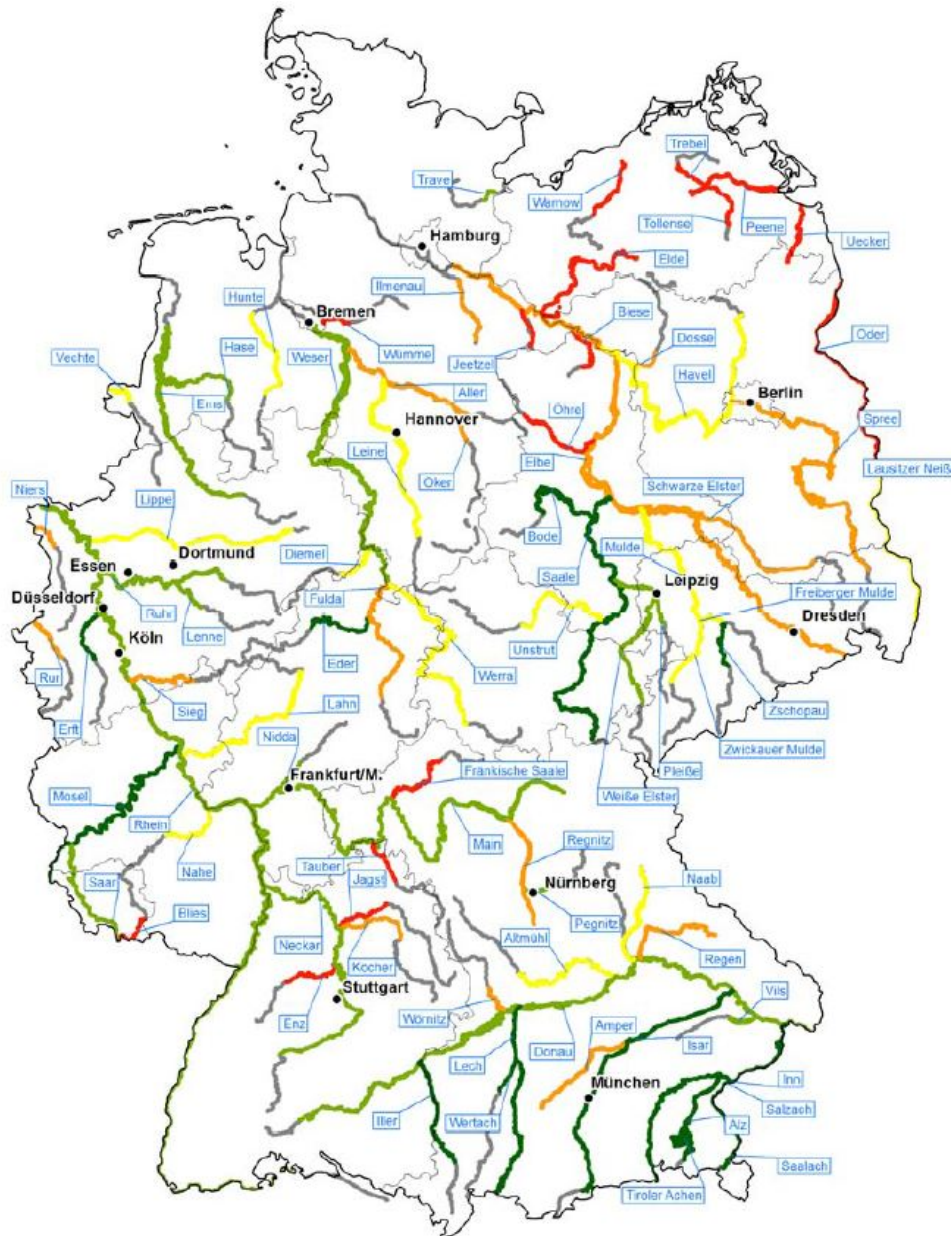 Trebel
Trave
Warnow
Tollense
Peene
Uecker
Hamburg
Elde
Ilmenau
Hunte
Bremen
Biese
Hase
Weser
Wümme
Jeetzel
Dosse
Oder
Vechte
Aller
Havel
Berlin
Ems
Hannover
Ohre
Spree
Leine
Elbe
Lausitzer Neiß
Niers
Lippe
Oker
Schwarze Elster
Dortmund
Diemel
Bode
Mulde
Essen
Saale
Leipzig
Düsseldorf
Fulda
Freiberger Mulde
Ruhr
Lenne
Dresden
Köln
Unstrut
Eder
Werra
Rur
Sieg
Lahn
Zschopau
Erft
Nidda
Zwickauer Mulde
Frankfurt/M.
Fränkische Saale
Pleiße
Mosel
Weiße Elster
Rhein
Main
Regnitz
Nahe
Tauber
Jagst
Naab
Saar
Nürnberg
Blies
Pegnitz
Neckar
Altmühl
Regen
Kocher
Stuttgart
Vils
Enz
Wörnitz
Amper
Isar
Lech
Donau
München
Inn
Salzach
Iller
Wertach
Alz
Saalach
Tiroler Achen